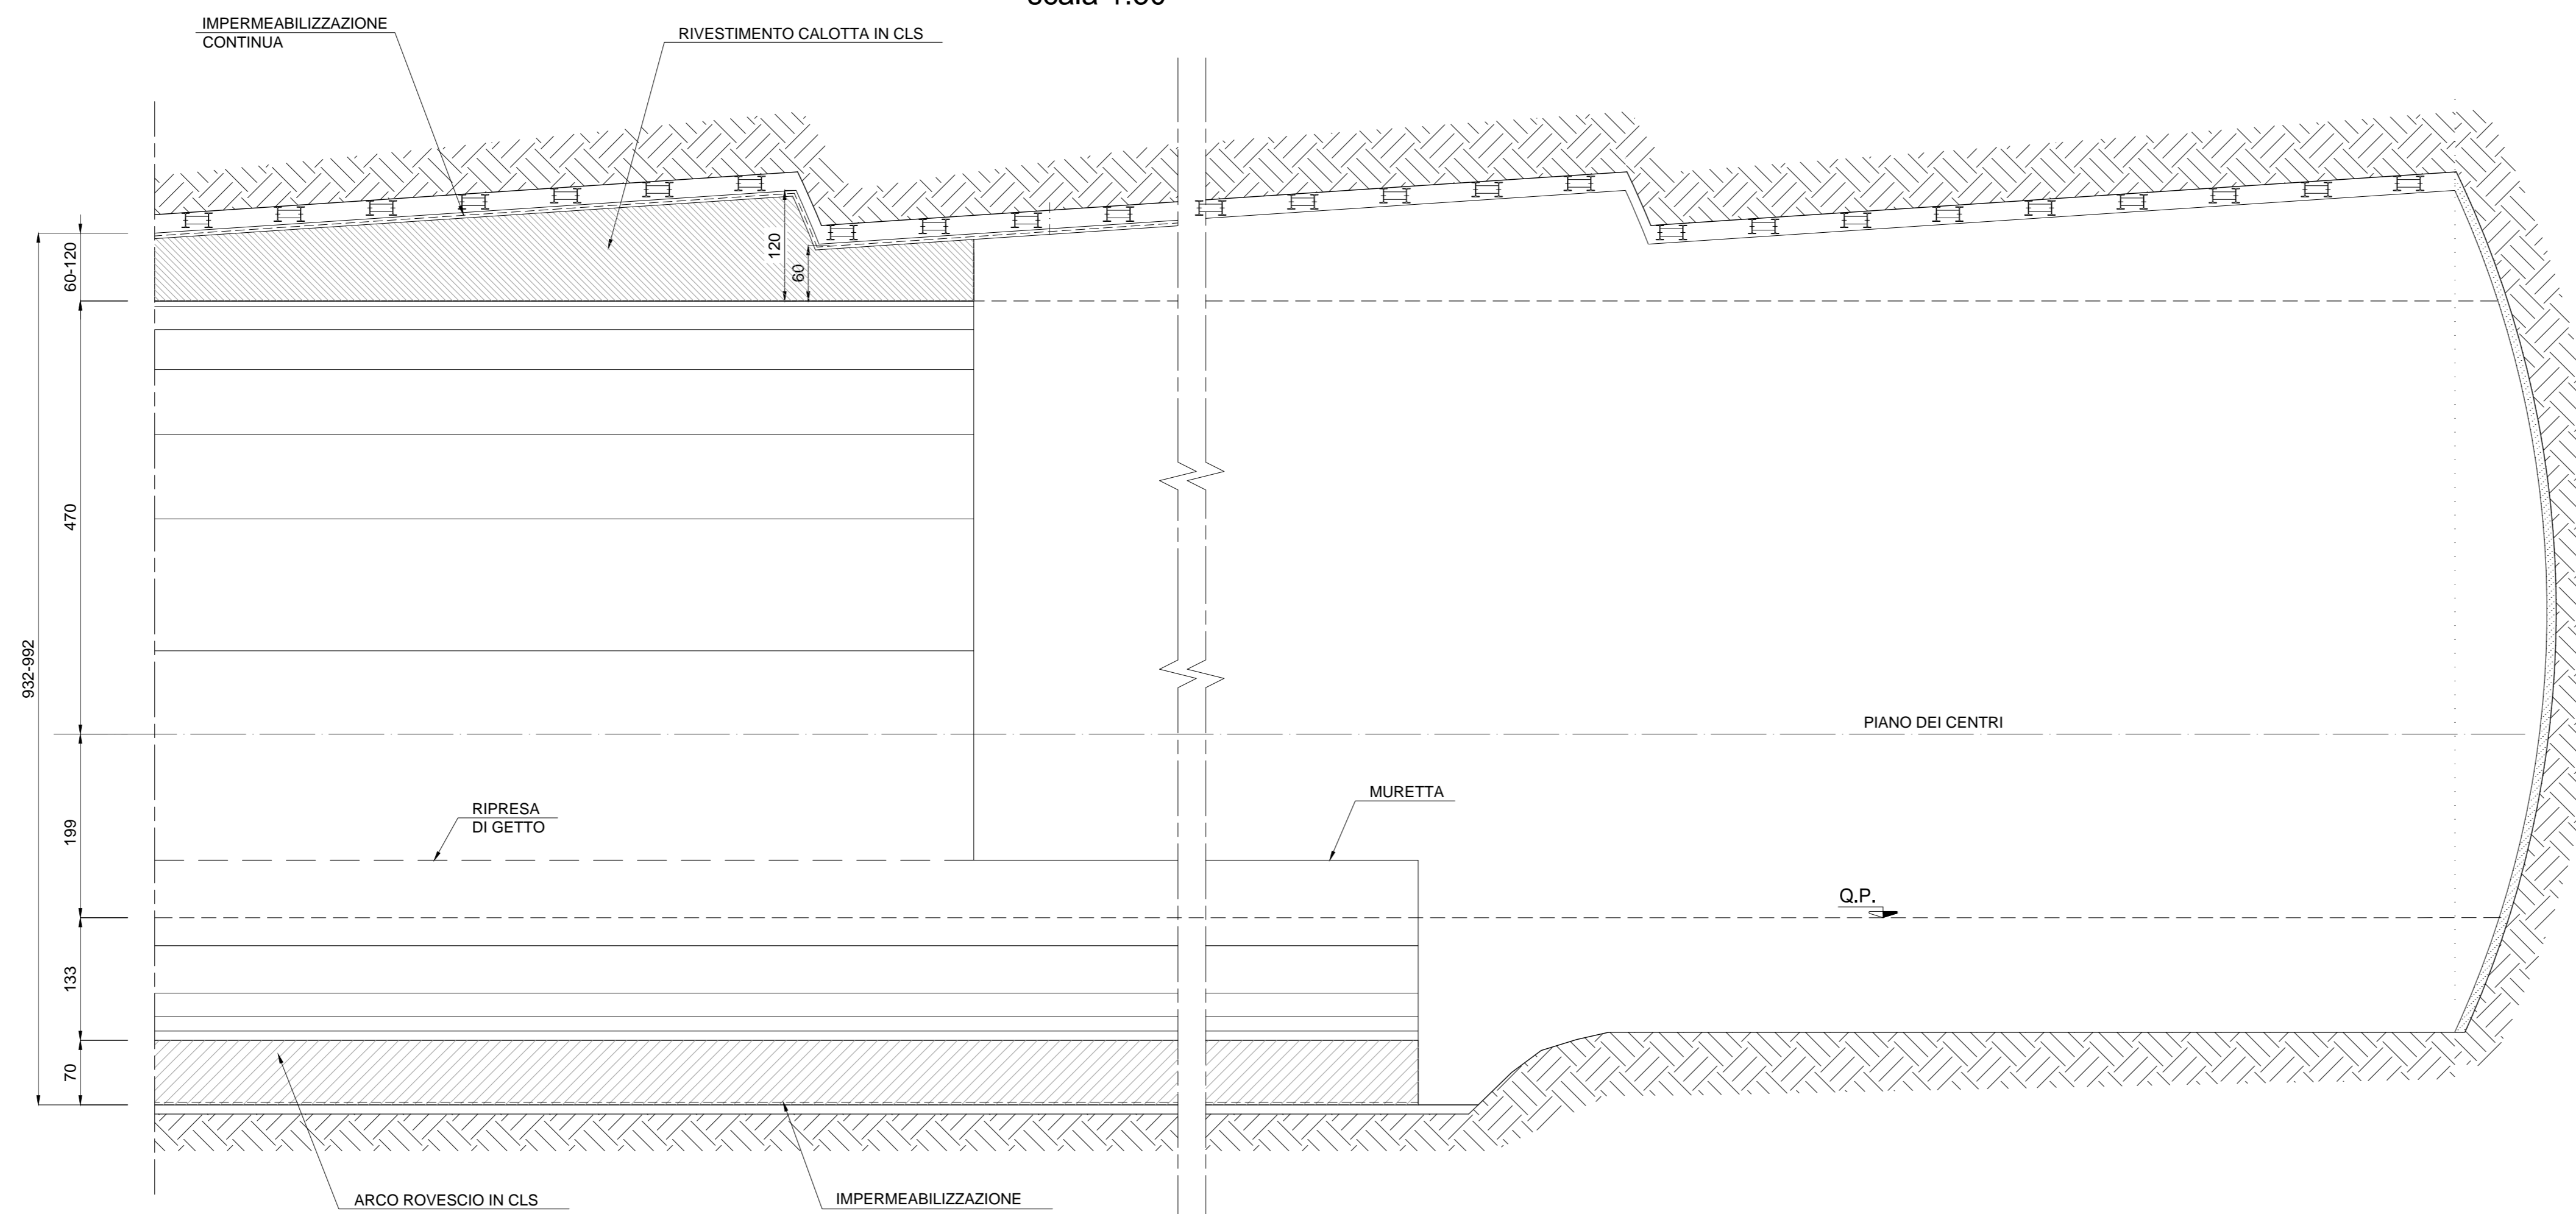 IMPERMEABILIZZAZIONE
CONTINUA
RIVESTIMENTO CALOTTA IN CLS
120
60
60-120
470
932-992
199
133
70
PIANO DEI CENTRI
RIPRESA
DI GETTO
MURETTA
Q.P.
ARCO ROVESCIO IN CLS
IMPERMEABILIZZAZIONE